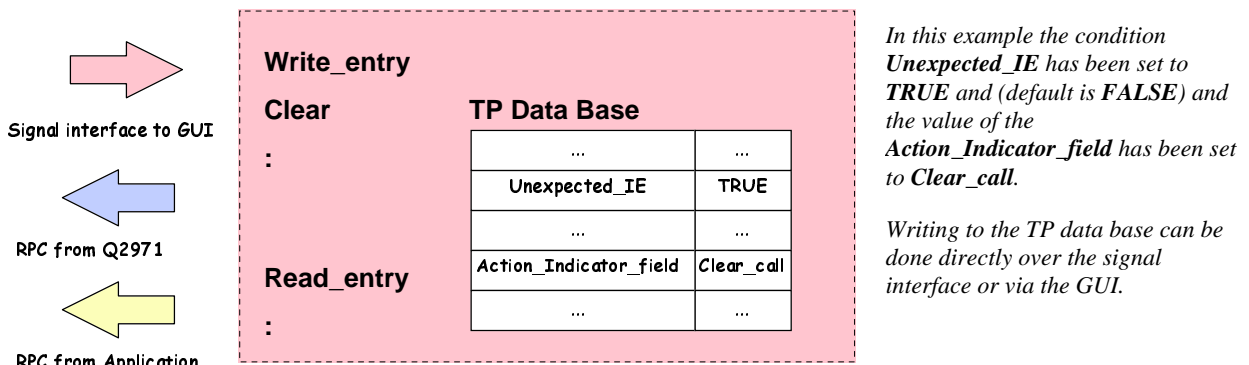 Signal interface to GUI
RPC from Q2971
RPC from Application
Write_entry
Clear
:
Read_entry
:
TP Data Base
... ...
Unexpected_IE TRUE
... ...
Action_Indicator_field Clear_call
... ...
In this example the condition
Unexpected_IE has been set to
TRUE and (default is FALSE) and
the value of the
Action_Indicator_field has been set
to Clear_call.
Writing to the TP data base can be
done directly over the signal
interface or via the GUI.